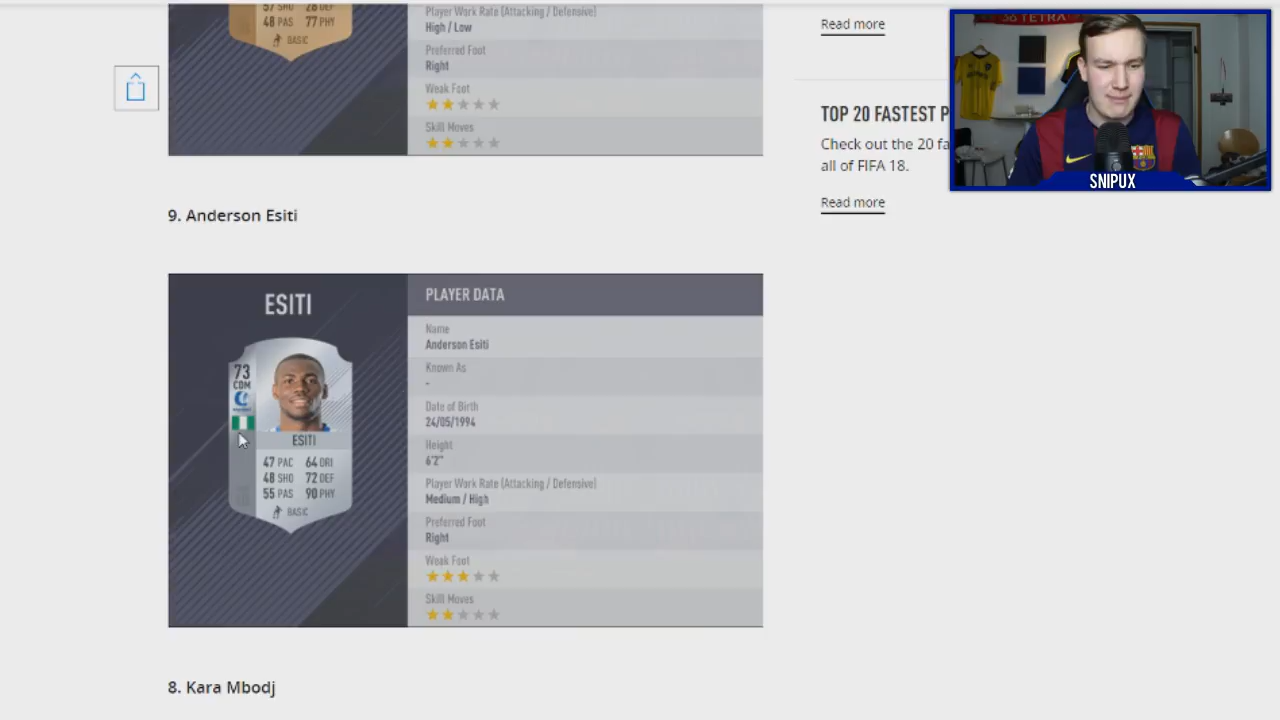 57 SHO 28 DEF
48 PAS 77 PHY
BASIC
Player Work Rate (Attacking / Defensive)
High / Low
Preferred Foot
Right
Weak Foot
Skill Moves
Read more
TOP 20 FASTEST P
Check out the 20 fa
all of FIFA 18.
Read more
SNIPUX
9. Anderson Esiti
ESITI
73
COM
ESITI
47 PAC 64 DRI
48 SHO 72 DEF
55 PAS 90 PHY
BASIC
PLAYER DATA
Name
Anderson Esiti
Known As
-
Date of Birth
24/05/1994
Height
6'2"
Player Work Rate (Attacking / Defensive)
Medium / High
Preferred Foot
Right
Weak Foot
Skill Moves
8. Kara Mbodj